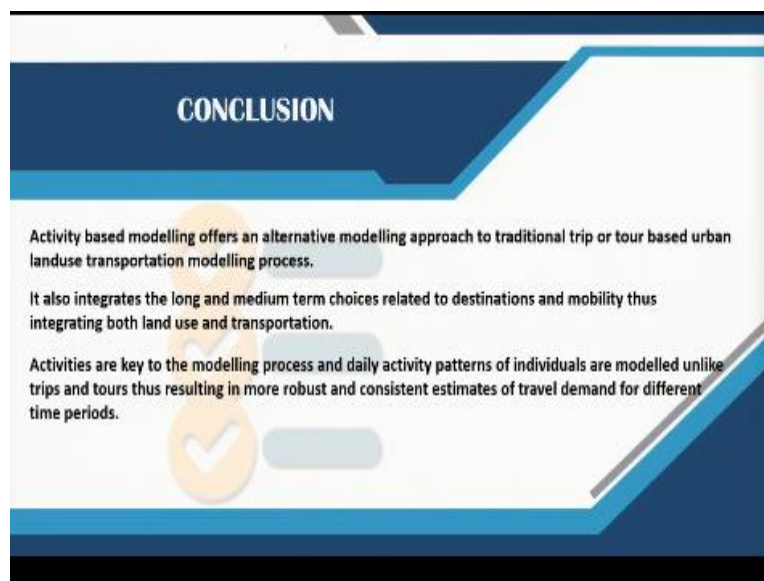 CONCLUSION
Activity based modelling offers an alternative modelling approach to traditional trip or tour based urban
landuse transportation modelling process.
It also integrates the long and medium term choices related to destinations and mobility thus
integrating both land use and transportation.
Activities are key to the modelling process and daily activity patterns of individuals are modelled unlike
trips and tours thus resulting in more robust and consistent estimates of travel demand for different
time periods.